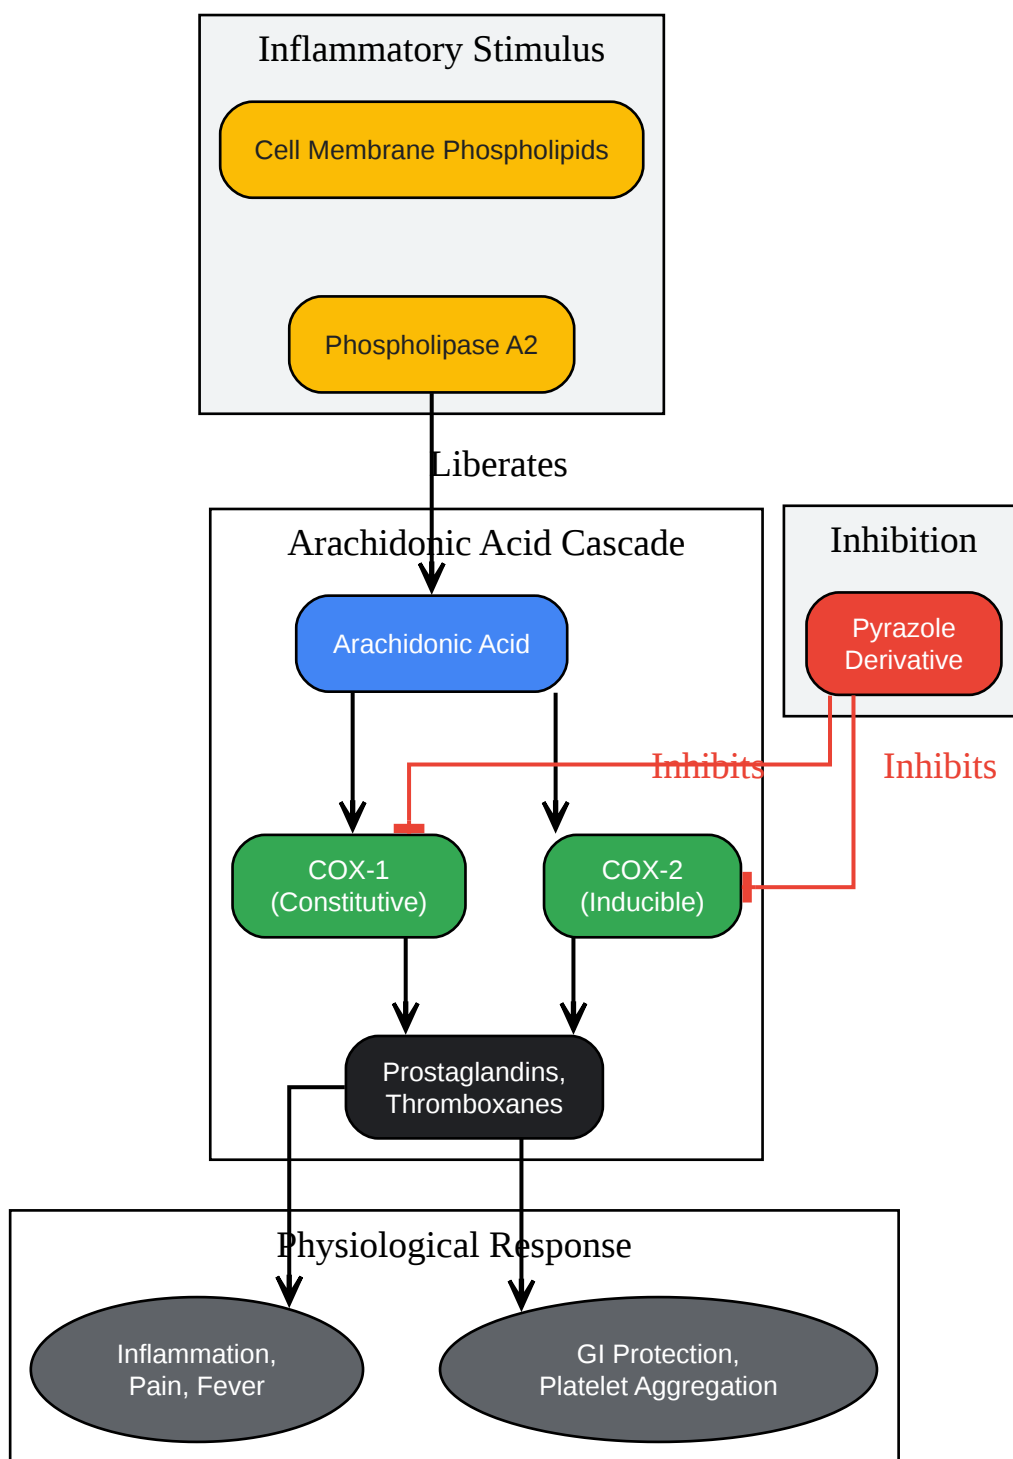 Inflammatory Stimulus
Cell Membrane Phospholipids
Phospholipase A2
Liberates
Arachidonic Acid Cascade
Inhibition
Arachidonic Acid
Pyrazole
Derivative
Inhibits
Inhibits
COX-1
(Constitutive)
COX-2
(Inducible)
Prostaglandins,
Thromboxanes
Physiological Response
Inflammation,
Pain, Fever
GI Protection,
Platelet Aggregation